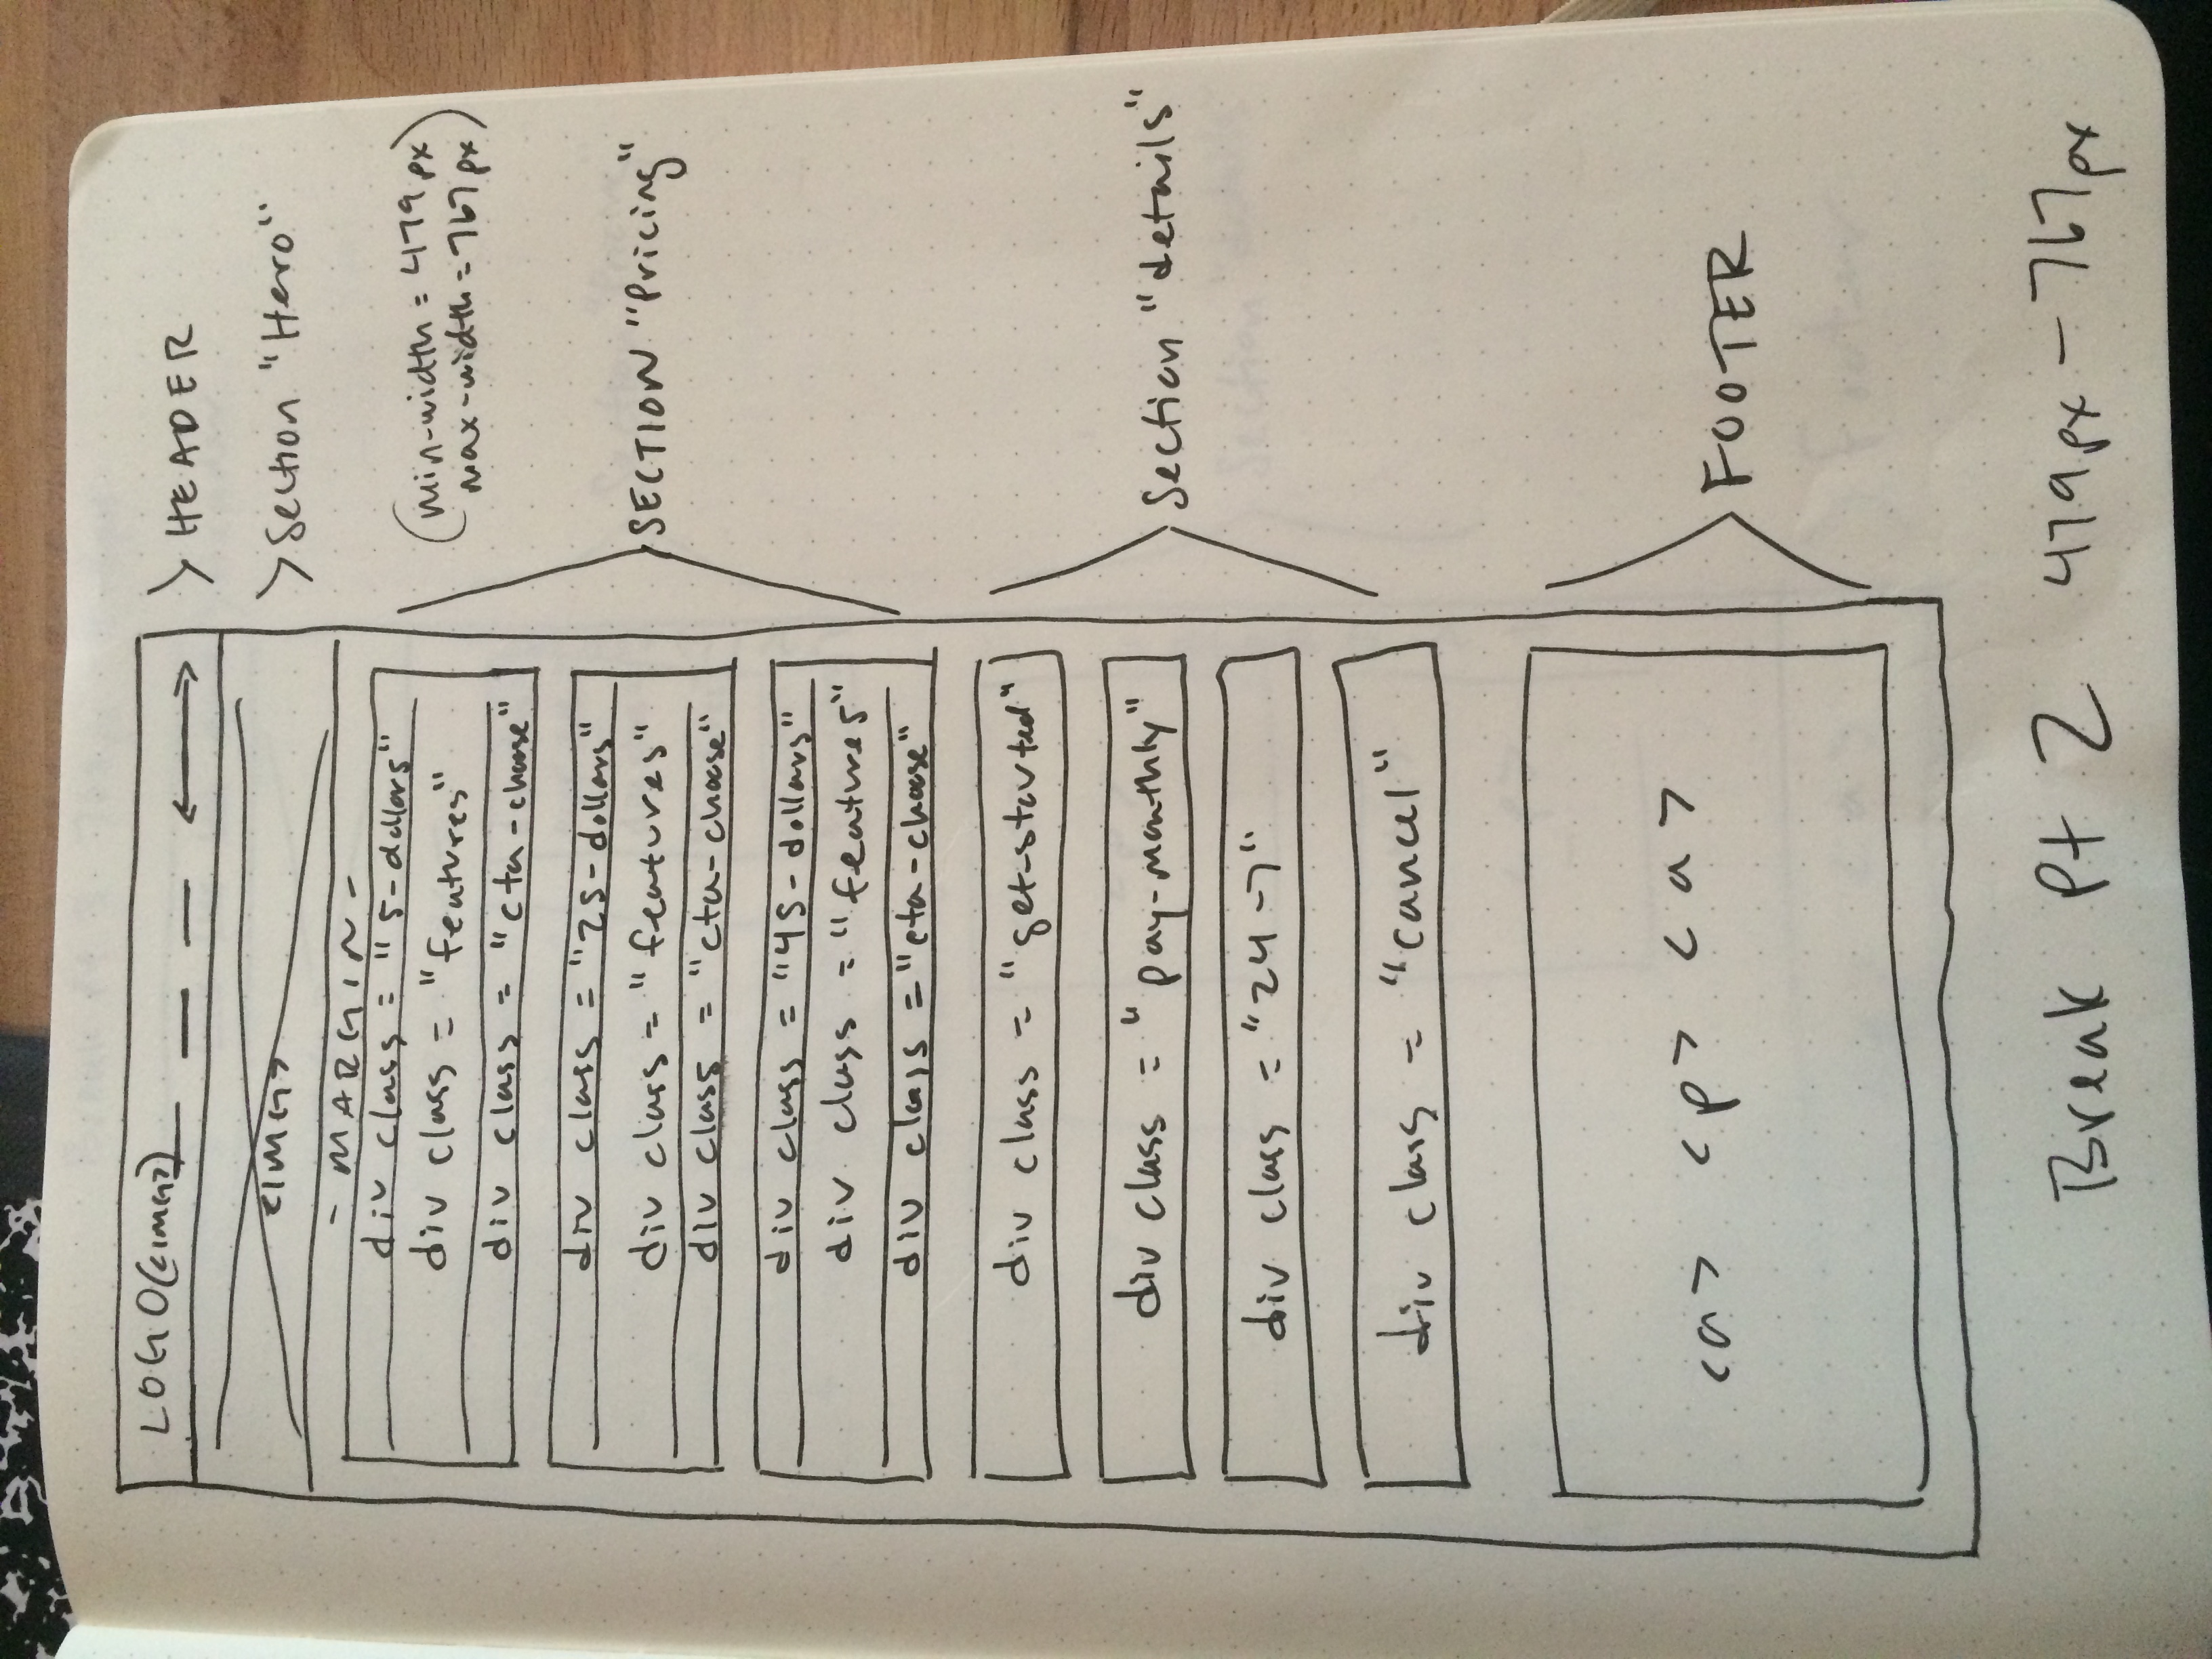 LOGO(<IMG>)
> HEADER
<IMG>
> Section "Hero"
- MARGIN -
div class = "5-dollars"
div class = "features"
div class = "cta-choose"
(min-width = 479 px
max-width = 767 px)
div class = "25-dollars"
div class = "features"
div class = "cta-choose"
SECTION "Pricing"
div class = "45-dollars"
div class = "features"
div class = "cta-choose"
div class = "get-started"
div class = "pay-monthly"
div class = "24-7"
div class = "cancel"
Section "details"
<a> <p> <a>
FOOTER
Break Pt 2 479px - 767px